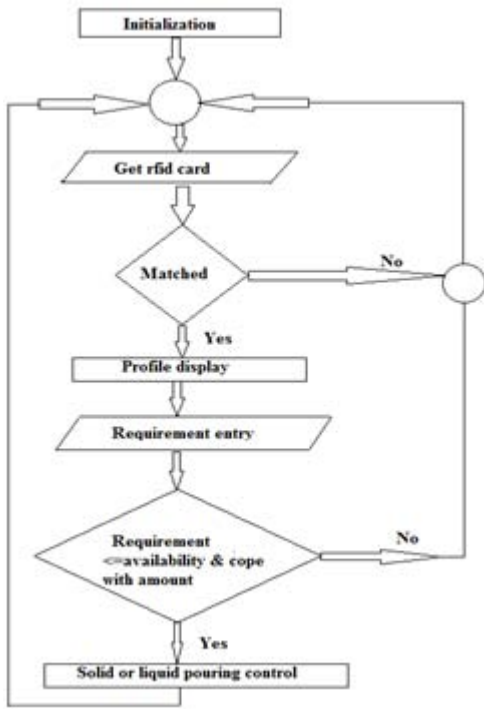 Initialization
Get rfid card
Matched
No
Yes
Profile display
Requirement entry
Requirement
<=availability & cope
with amount
No
Yes
Solid or liquid pouring control